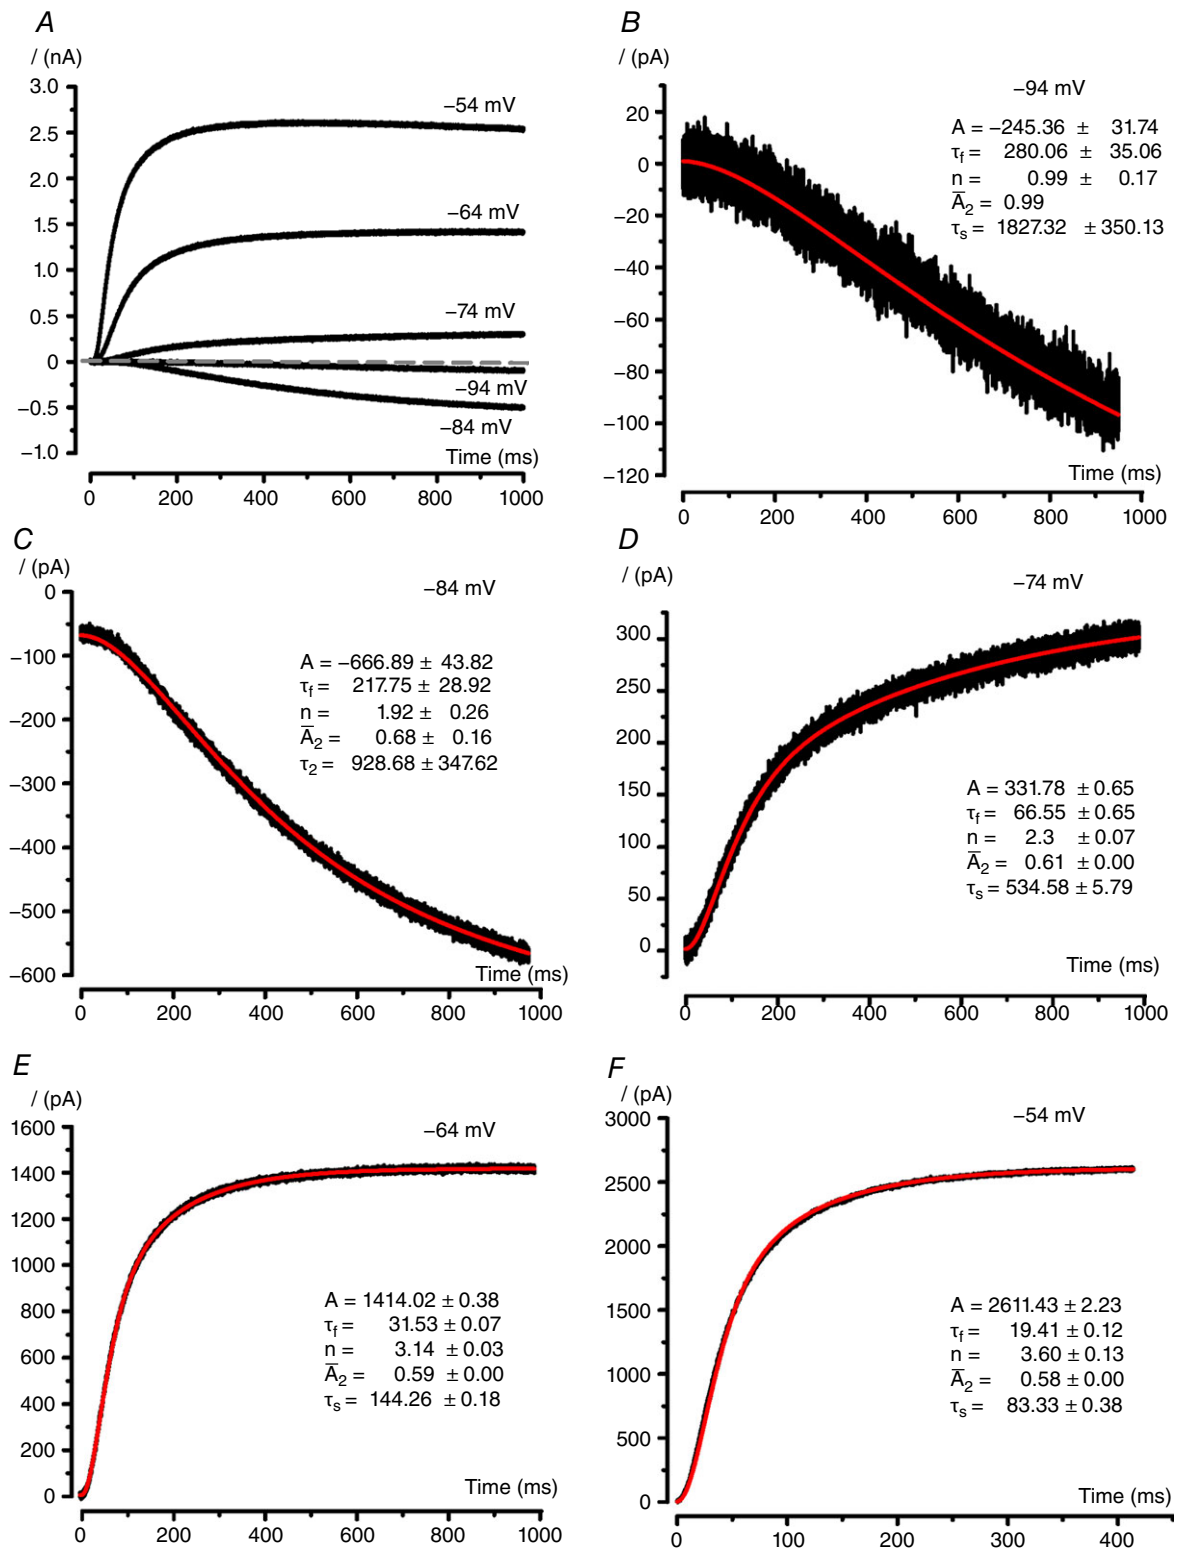 A
I (nA)
3.0
2.5
2.0
1.5
1.0
0.5
0
−0.5
−1.0
−54 mV
−64 mV
−74 mV
−94 mV
−84 mV
Time (ms)
0 200 400 600 800 1000
B
I (pA)
−94 mV
20
0
−20
−40
−60
−80
−100
−120
A = −245.36 ± 31.74
τf = 280.06 ± 35.06
n = 0.99 ± 0.17
A̅2 = 0.99
τs = 1827.32 ± 350.13
Time (ms)
0 200 400 600 800 1000
C
I (pA)
−84 mV
0
−100
−200
−300
−400
−500
−600
A = −666.89 ± 43.82
τf = 217.75 ± 28.92
n = 1.92 ± 0.26
A̅2 = 0.68 ± 0.16
τ2 = 928.68 ± 347.62
Time (ms)
0 200 400 600 800 1000
D
I (pA)
−74 mV
300
250
200
150
100
50
0
A = 331.78 ± 0.65
τf = 66.55 ± 0.65
n = 2.3 ± 0.07
A̅2 = 0.61 ± 0.00
τs = 534.58 ± 5.79
Time (ms)
0 200 400 600 800 1000
E
I (pA)
−64 mV
1600
1400
1200
1000
800
600
400
200
0
A = 1414.02 ± 0.38
τf = 31.53 ± 0.07
n = 3.14 ± 0.03
A̅2 = 0.59 ± 0.00
τs = 144.26 ± 0.18
Time (ms)
0 200 400 600 800 1000
F
I (pA)
−54 mV
3000
2500
2000
1500
1000
500
0
A = 2611.43 ± 2.23
τf = 19.41 ± 0.12
n = 3.60 ± 0.13
A̅2 = 0.58 ± 0.00
τs = 83.33 ± 0.38
Time (ms)
0 100 200 300 400